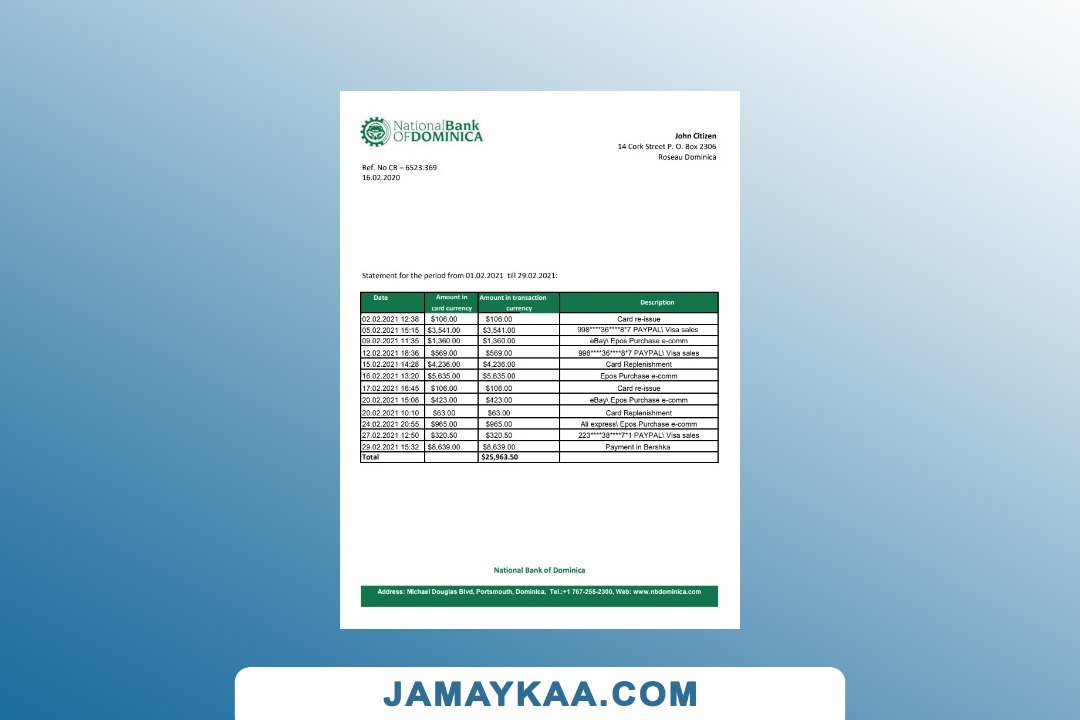 NationalBank
OFDOMINICA
John Citizen
14 Cork Street P. O. Box 2306
Roseau Dominica
Ref. No CB – 6523.369
16.02.2020
Statement for the period from 01.02.2021 till 29.02.2021:
Date Amount in card currency Amount in transaction currency Description
02.02.2021 12:38 $106.00 $106.00 Card re-issue
05.02.2021 15:15 $3,541.00 $3,541.00 998****36****8*7 PAYPAL\ Visa sales
09.02.2021 11:35 $1,360.00 $1,360.00 eBay\ Epos Purchase e-comm
12.02.2021 18:36 $569.00 $569.00 998****36****8*7 PAYPAL\ Visa sales
15.02.2021 14:28 $4,236.00 $4,236.00 Card Replenishment
16.02.2021 13:20 $5,635.00 $5,635.00 Epos Purchase e-comm
17.02.2021 16:45 $106.00 $106.00 Card re-issue
20.02.2021 15:08 $423.00 $423.00 eBay\ Epos Purchase e-comm
20.02.2021 10:10 $63.00 $63.00 Card Replenishment
24.02.2021 20:55 $965.00 $965.00 Ali express\ Epos Purchase e-comm
27.02.2021 12:50 $320.50 $320.50 223****38****7*1 PAYPAL\ Visa sales
29.02.2021 15:32 $8,639.00 $8,639.00 Payment in Bershka
Total $25,963.50
National Bank of Dominica
Address: Michael Douglas Blvd, Portsmouth, Dominica, Tel.:+1 767-255-2300, Web: www.nbdominica.com
JAMAYKAA.COM